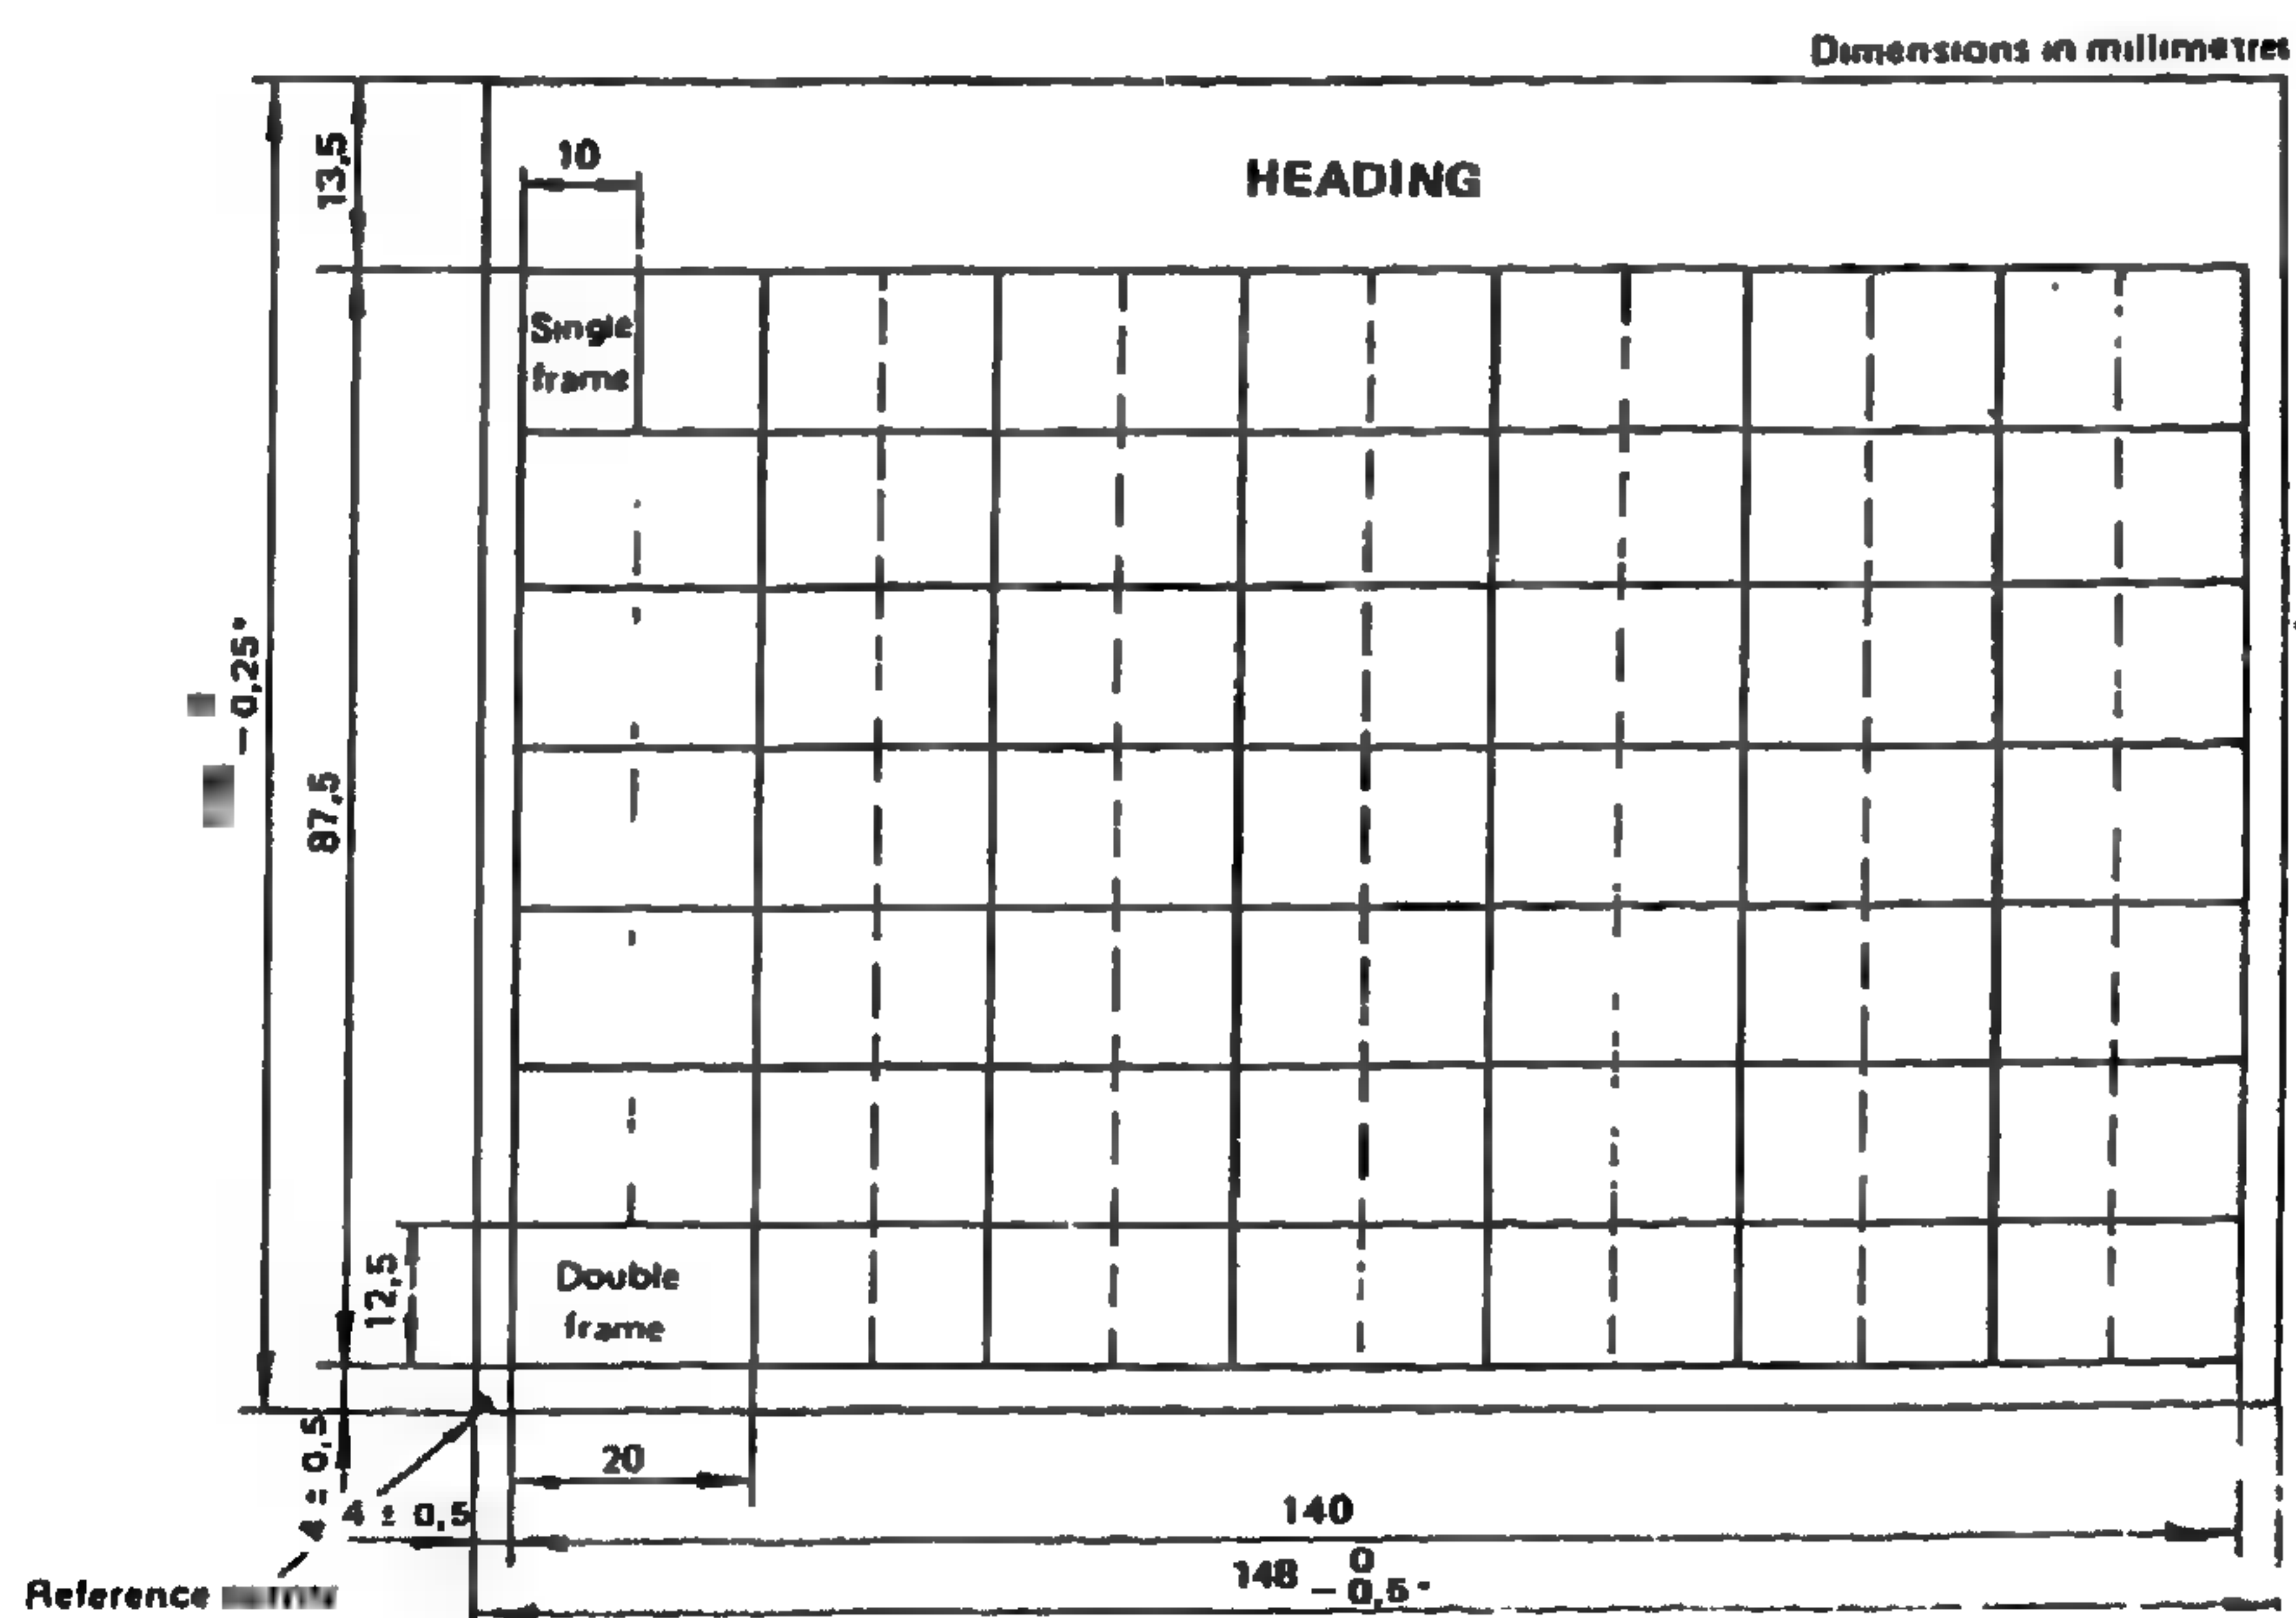 Dimensions in millimetres
13,5
10
HEADING
Single
frame
– 0,25*
87,5
12,5
Double
frame
4 ± 0,5
20
4 ± 0,5
140
148 0
– 0,5*
Reference